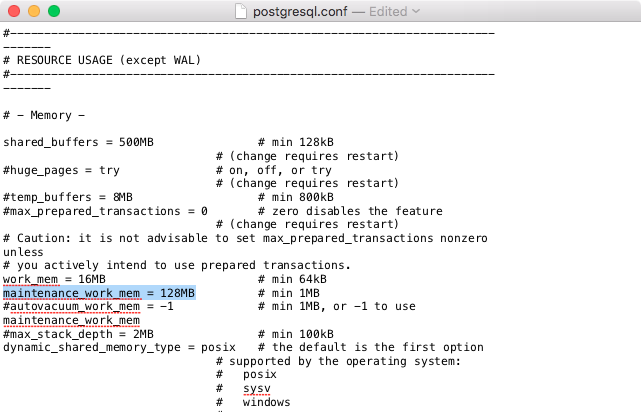 postgresql.conf — Edited
#-----------------------------------------------------------------------
-------
# RESOURCE USAGE (except WAL)
#-----------------------------------------------------------------------
-------
# - Memory -
shared_buffers = 500MB # min 128kB
# (change requires restart)
#huge_pages = try # on, off, or try
# (change requires restart)
#temp_buffers = 8MB # min 800kB
#max_prepared_transactions = 0 # zero disables the feature
# (change requires restart)
# Caution: it is not advisable to set max_prepared_transactions nonzero
unless
# you actively intend to use prepared transactions.
work_mem = 16MB # min 64kB
maintenance_work_mem = 128MB # min 1MB
#autovacuum_work_mem = -1 # min 1MB, or -1 to use
maintenance_work_mem
#max_stack_depth = 2MB # min 100kB
dynamic_shared_memory_type = posix # the default is the first option
# supported by the operating system:
# posix
# sysv
# windows